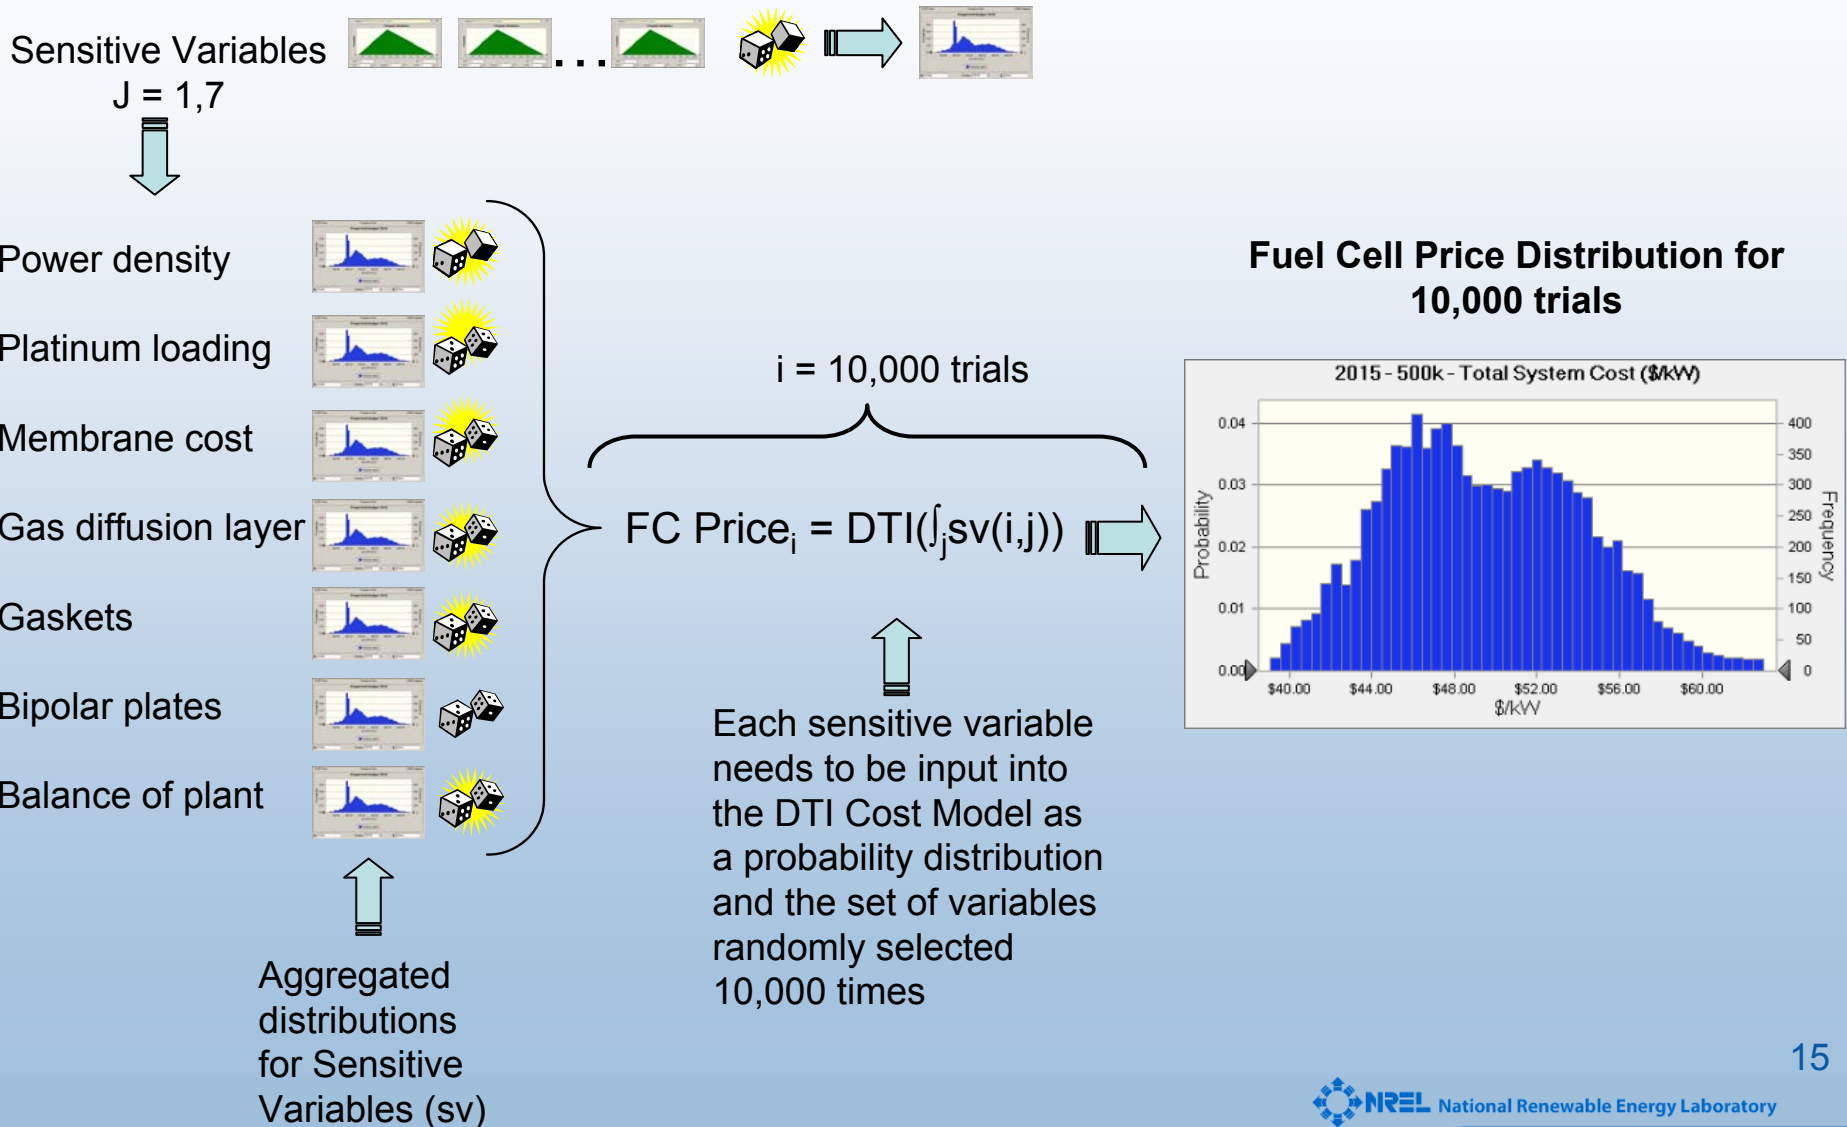 Sensitive Variables
J = 1,7
...
Power density
Platinum loading
Membrane cost
Gas diffusion layer
Gaskets
Bipolar plates
Balance of plant
Aggregated
distributions
for Sensitive
Variables (sv)
i = 10,000 trials
FC Priceᵢ = DTI(∫ⱼsv(i,j))
Each sensitive variable
needs to be input into
the DTI Cost Model as
a probability distribution
and the set of variables
randomly selected
10,000 times
Fuel Cell Price Distribution for
10,000 trials
2015 - 500k - Total System Cost ($/kW)
Probability
0.04
0.03
0.02
0.01
0.00
400
350
300
250
200
150
100
50
0
Frequency
$40.00 $44.00 $48.00 $52.00 $56.00 $60.00
$/kW
15
NREL National Renewable Energy Laboratory